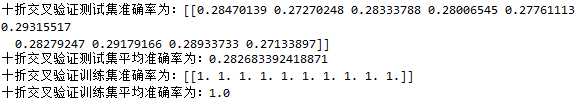 十折交叉验证测试集准确率为：[[0.28470139 0.27270248 0.28333788 0.28006545 0.27761113
0.29315517
0.28279247 0.29179166 0.28933733 0.27133897]]
十折交叉验证测试集平均准确率为：0.282683392418871
十折交叉验证训练集准确率为：[[1. 1. 1. 1. 1. 1. 1. 1. 1. 1.]]
十折交叉验证训练集平均准确率为：1.0